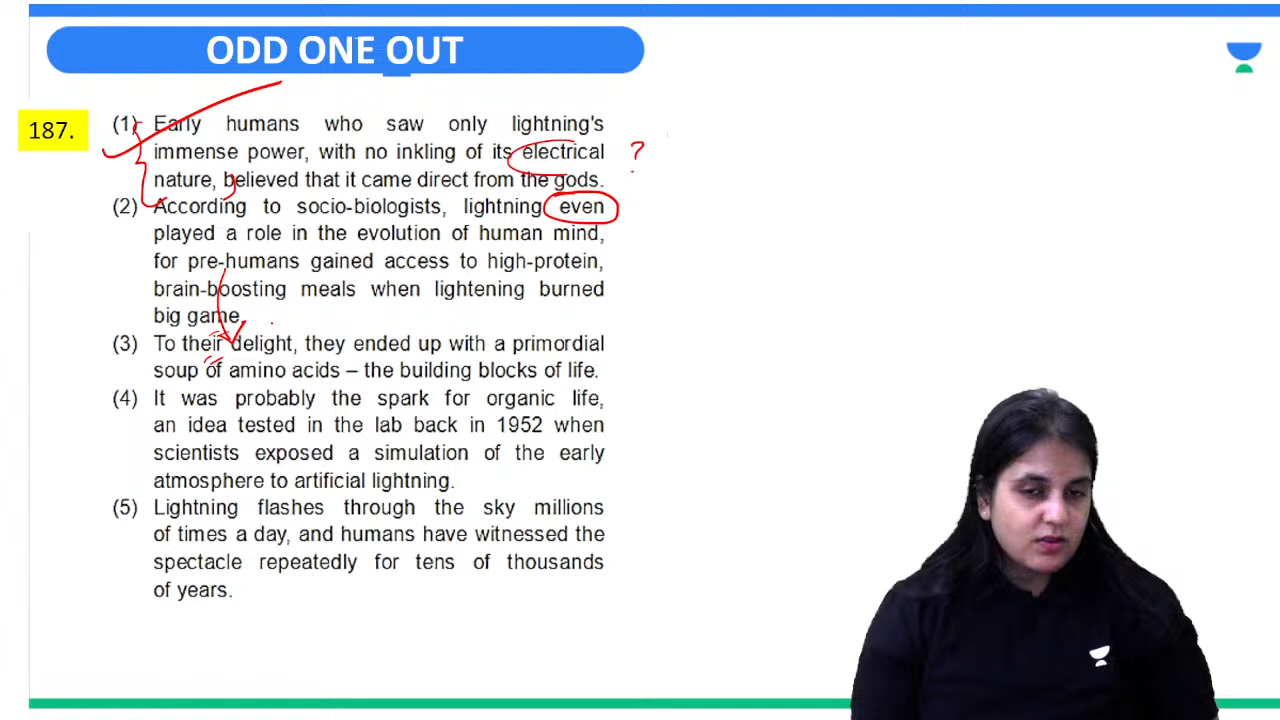 ODD ONE OUT
187.
(1) Early humans who saw only lightning's
immense power, with no inkling of its electrical ?
nature, believed that it came direct from the gods.
(2) According to socio-biologists, lightning even
played a role in the evolution of human mind,
for pre-humans gained access to high-protein,
brain-boosting meals when lightening burned
big game.
(3) To their delight, they ended up with a primordial
soup of amino acids – the building blocks of life.
(4) It was probably the spark for organic life,
an idea tested in the lab back in 1952 when
scientists exposed a simulation of the early
atmosphere to artificial lightning.
(5) Lightning flashes through the sky millions
of times a day, and humans have witnessed the
spectacle repeatedly for tens of thousands
of years.